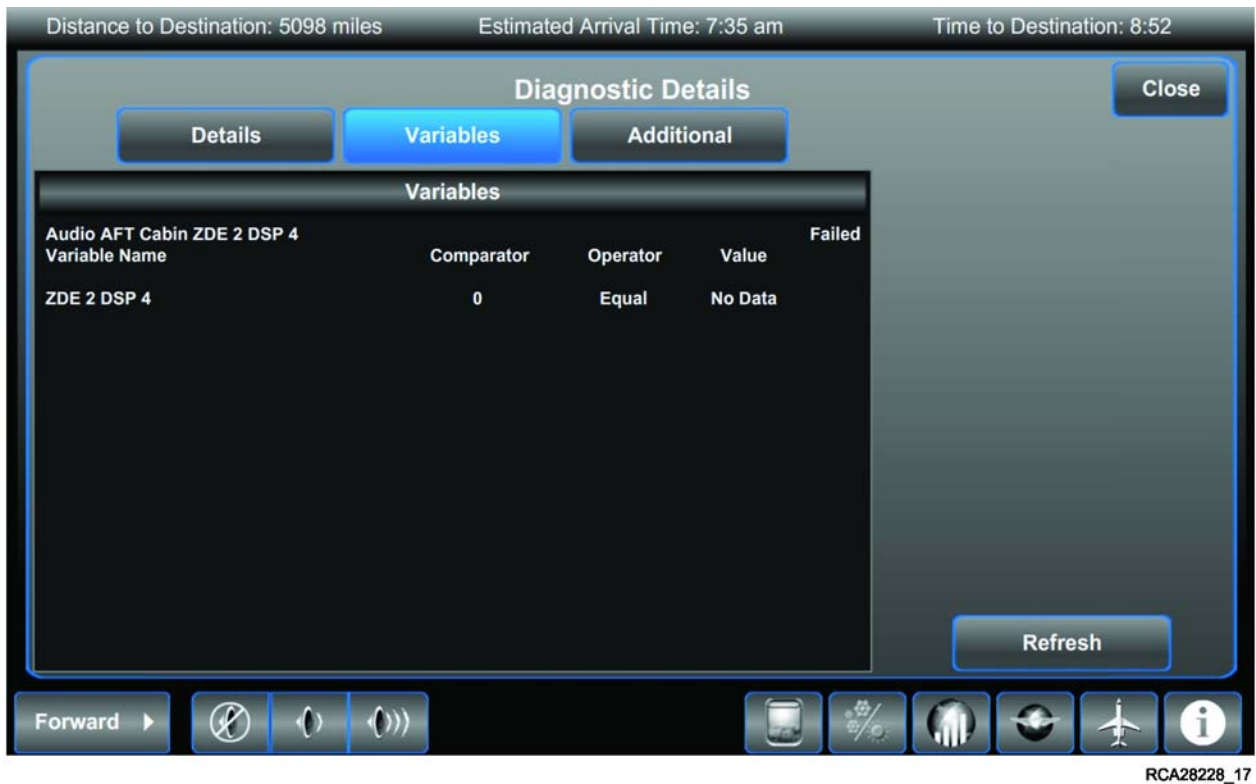 Distance to Destination: 5098 miles Estimated Arrival Time: 7:35 am Time to Destination: 8:52
Diagnostic Details
Close
Details Variables Additional
Variables
Audio AFT Cabin ZDE 2 DSP 4 Failed
Variable Name Comparator Operator Value
ZDE 2 DSP 4 0 Equal No Data
Refresh
Forward
i
RCA28228_17